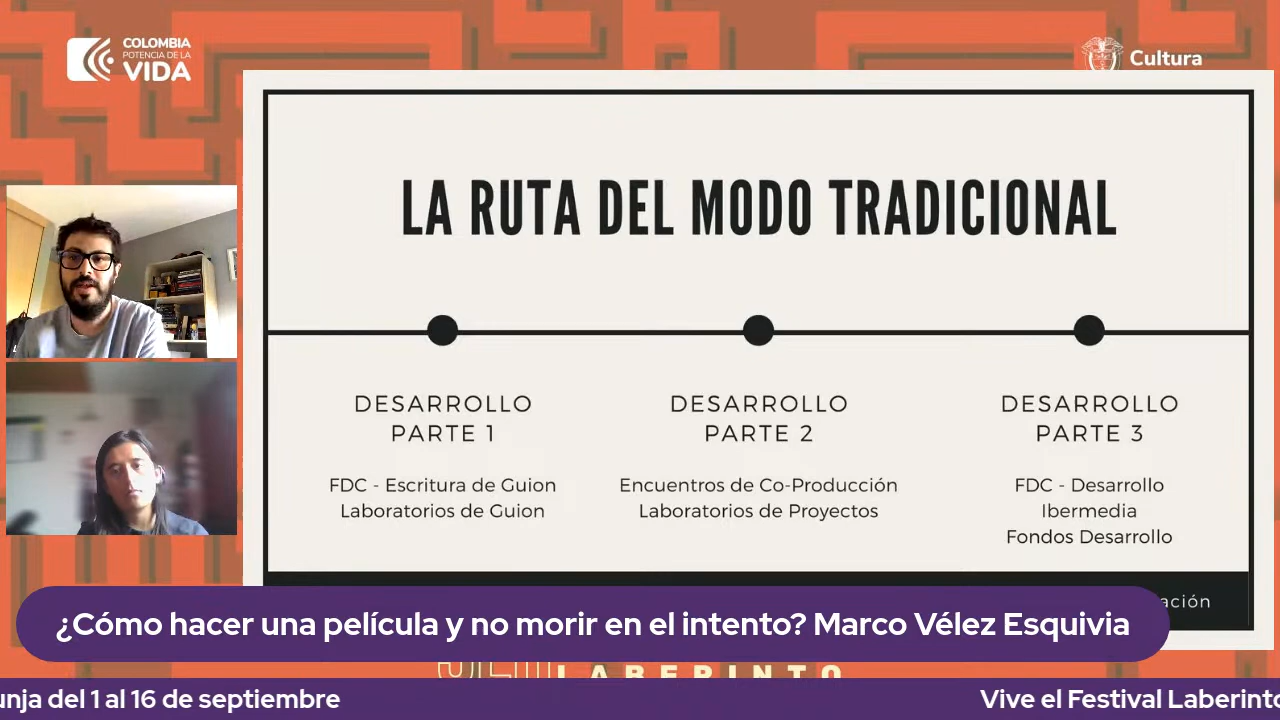 COLOMBIA
POTENCIA DE LA
VIDA
Cultura
LA RUTA DEL MODO TRADICIONAL
DESARROLLO
PARTE 1
FDC - Escritura de Guion
Laboratorios de Guion
DESARROLLO
PARTE 2
Encuentros de Co-Producción
Laboratorios de Proyectos
DESARROLLO
PARTE 3
FDC - Desarrollo
Ibermedia
Fondos Desarrollo
¿Cómo hacer una película y no morir en el intento? Marco Vélez Esquivia
LABERINTO
del 1 al 16 de septiembre
Vive el Festival